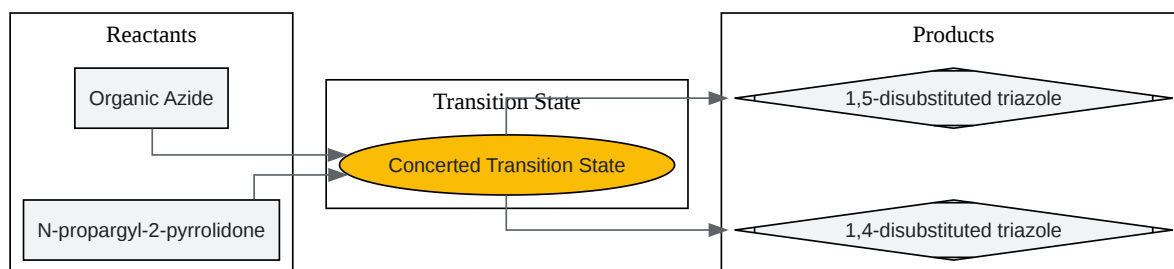 Reactants
Organic Azide
N-propargyl-2-pyrrolidone
Transition State
Concerted Transition State
Products
1,5-disubstituted triazole
1,4-disubstituted triazole